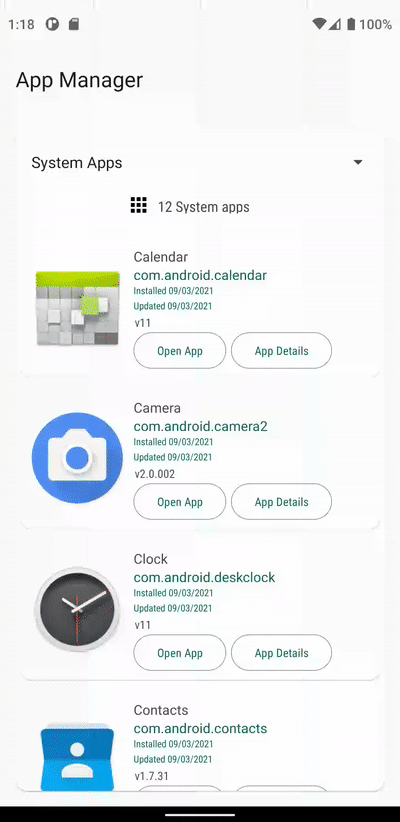 1:18
100%
App Manager
System Apps
12 System apps
Calendar
com.android.calendar
Installed 09/03/2021
Updated 09/03/2021
v11
Open App
App Details
Camera
com.android.camera2
Installed 09/03/2021
Updated 09/03/2021
v2.0.002
Open App
App Details
Clock
com.android.deskclock
Installed 09/03/2021
Updated 09/03/2021
v11
Open App
App Details
Contacts
com.android.contacts
Installed 09/03/2021
Updated 09/03/2021
v1.7.31